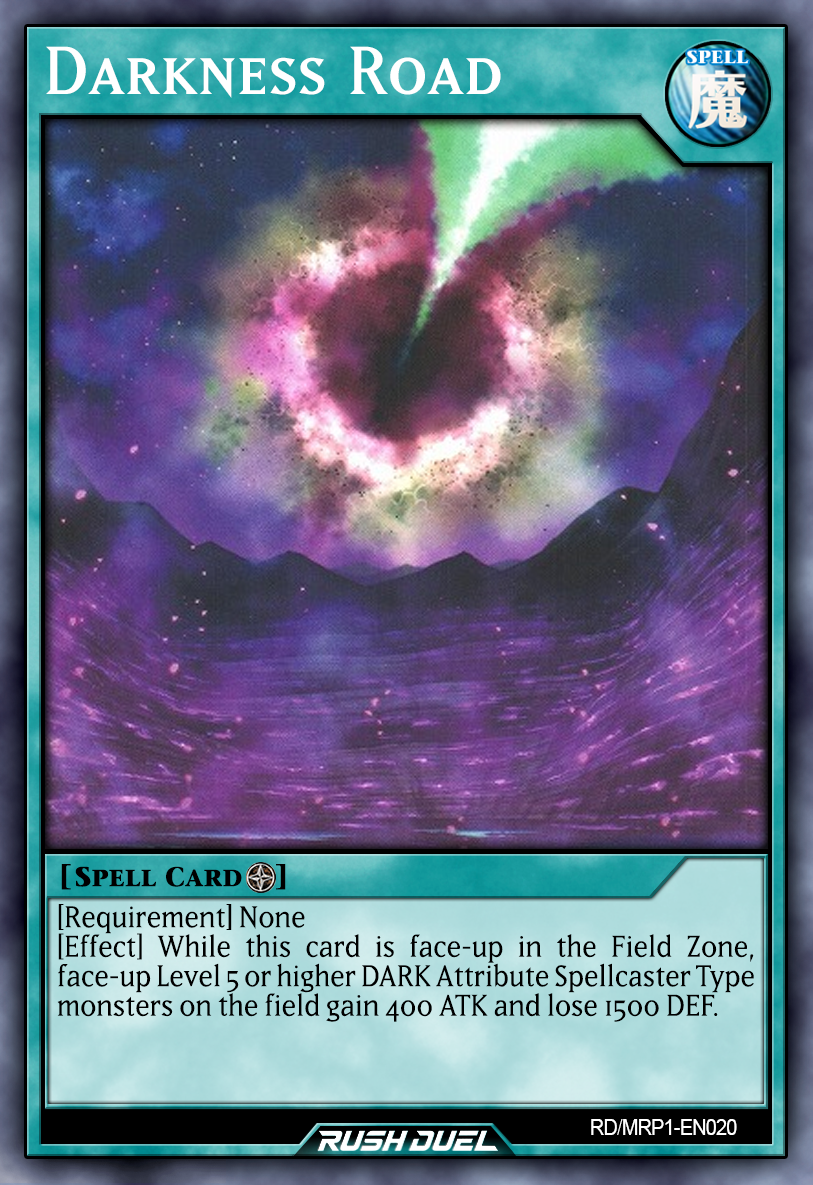 Darkness Road
SPELL
魔
[Spell Card]
[Requirement] None
[Effect] While this card is face-up in the Field Zone,
face-up Level 5 or higher DARK Attribute Spellcaster Type
monsters on the field gain 400 ATK and lose 1500 DEF.
RD/MRP1-EN020
RUSH DUEL